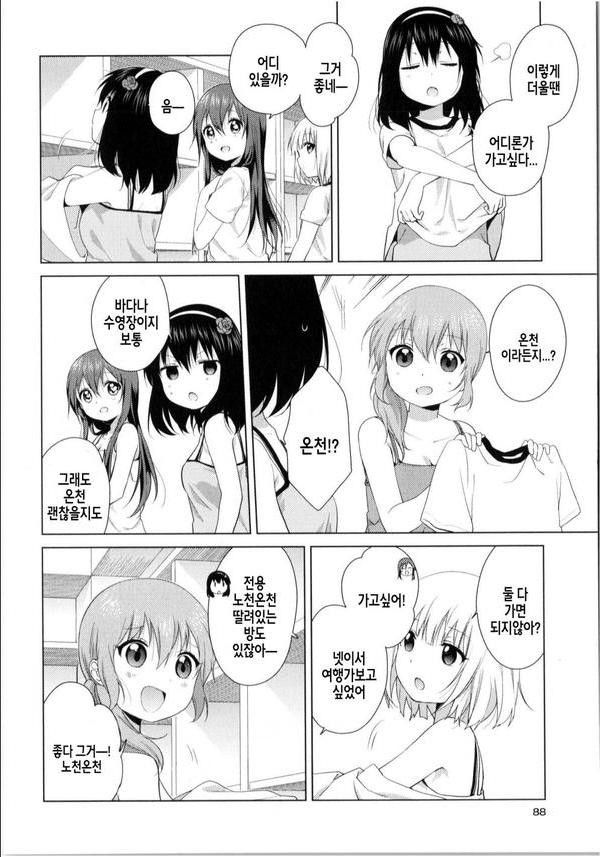 이렇게
더울땐
어디론가
가고싶다...
그거
좋네ㅡ
어디
있을까?
음ㅡ
온천
이라든지...?
온천!?
바다나
수영장이지
보통
그래도
온천
괜찮을지도
둘 다
가면
되지않아?
가고싶어!
넷이서
여행가보고
싶었어
전용
노천온천
딸려있는
방도
있잖아ㅡ
좋다 그거ㅡ!
노천온천
88